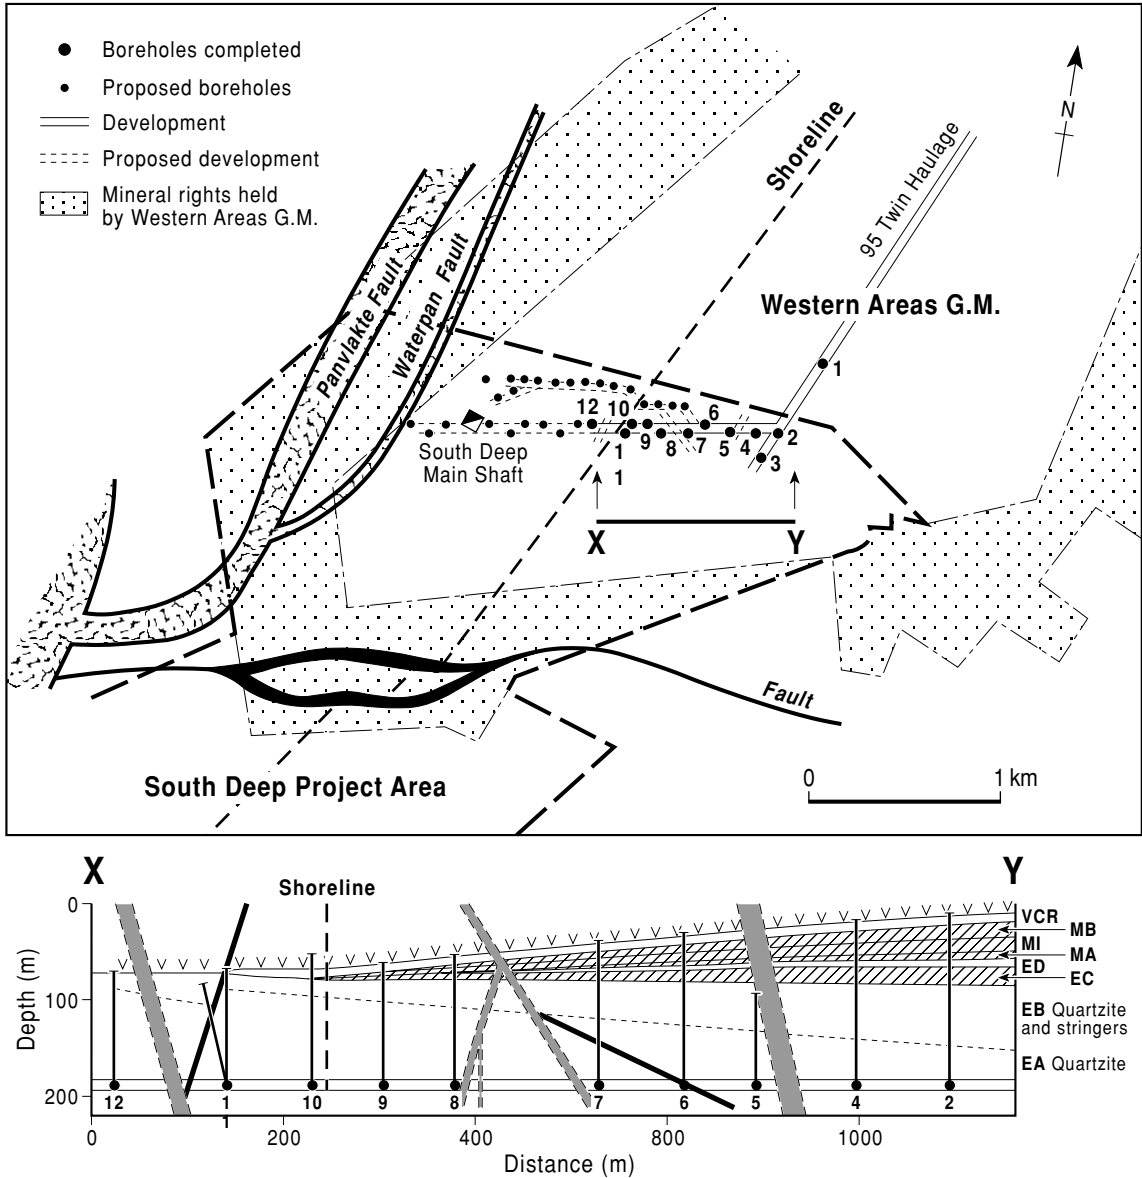 Boreholes completed
Proposed boreholes
Development
Proposed development
Mineral rights held
by Western Areas G.M.
N
Shoreline
95 Twin Haulage
Panvlakte Fault
Waterpan Fault
Western Areas G.M.
1
12 10 6
9 8 7 5 4 2
1
1
3
South Deep
Main Shaft
X Y
Fault
South Deep Project Area
0 1 km
X Y
Shoreline
0
100
200
Depth (m)
VCR
MB
MI
MA
ED
EC
EB Quartzite
and stringers
EA Quartzite
12 1 10 9 8 7 6 5 4 2
1
0 200 400 800 1000
Distance (m)